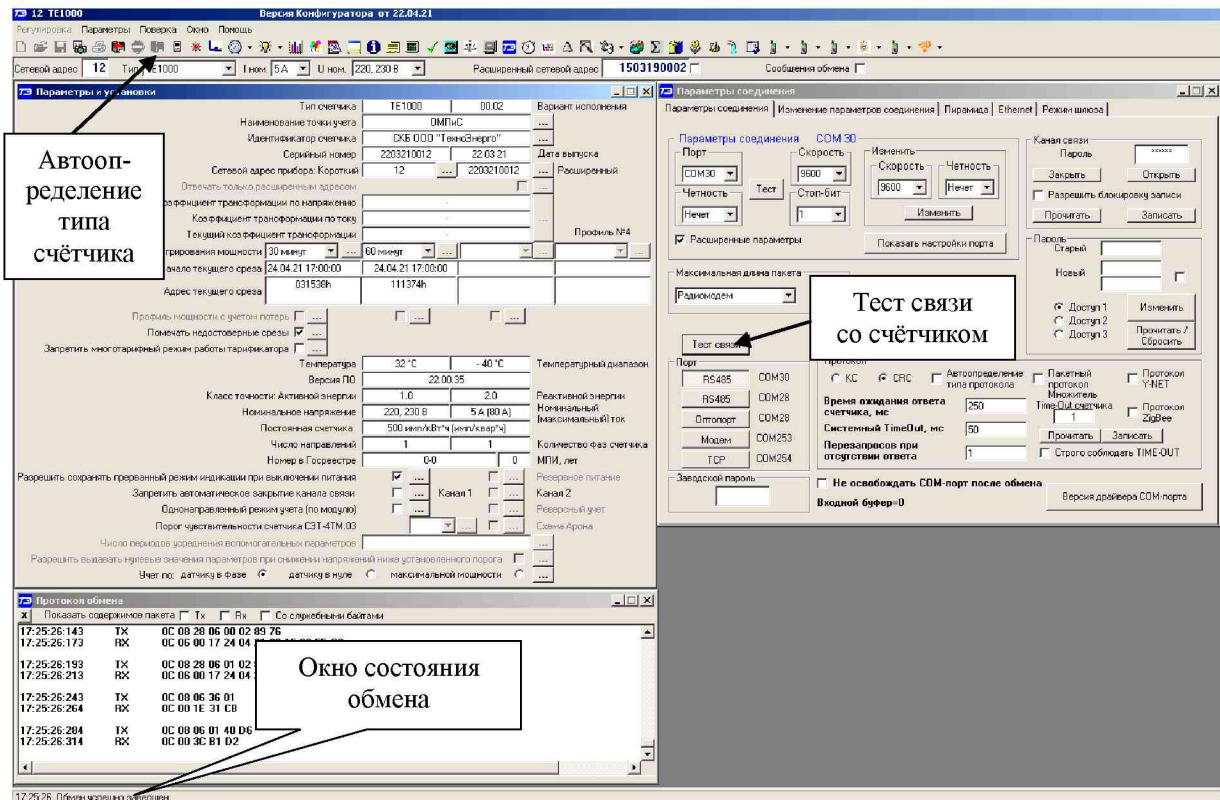 12 TE1000 Версия Конфигуратора от 22.04.21
Регулировка Параметры Поверка Окно Помощь
Сетевой адрес 12 Тип TE1000 I ном. 5 A U ном. 220, 230 В Расширенный сетевой адрес 1503190002 Сообщения обмена
Параметры и установки
Тип счетчика TE1000 00.02 Вариант исполнения
Наименование точки учета ОМПиС ...
Идентификатор счетчика СКБ ООО "ТехноЭнерго" ...
Серийный номер 2203210012 22.03.21 Дата выпуска
Сетевой адрес прибора: Короткий 12 ... 2203210012 ... Расширенный
Отвечать только расширенным адресом ...
Коэффициент трансформации по напряжению -
Коэффициент трансформации по току - ...
Текущий коэффициент трансформации Профиль №4
30 минут ... 60 минут ... ... ...
начало текущего среза 24.04.21 17:00:00 24.04.21 17:00:00
Адрес текущего среза 031538h 111374h
Профиль мощности с учетом потерь ... ... ...
Помечать недостоверные срезы ...
Запретить многотарифный режим работы тарификатора ...
Температура 32 °C - 40 °C Температурный диапазон
Версия ПО 22.00.35
Класс точности: Активной энергии 1.0 2.0 Реактивной энергии
Номинальное напряжение 220, 230 В 5 А (80 А) Номинальный (максимальный) ток
Постоянная счетчика 500 имп/кВт*ч (имп/квар*ч)
Число направлений 1 1 Количество фаз счетчика
Номер в Госреестре 0-0 0 МПИ, лет
Разрешить сохранять прерванный режим индикации при выключении питания ... ... Резервное питание
Запретить автоматическое закрытие канала связи ... Канал 1 ... Канал 2
Однонаправленный режим учета (по модулю) ... ... Реверсный учет
Порог чувствительности счетчика СЭТ-4ТМ.03 ... ... Схема Арона
Число периодов усреднения вспомогательных параметров ...
Разрешить выдавать нулевые значения параметров при снижении напряжений ниже установленного порога ...
Учет по: датчику в фазе датчику в нуле максимальной мощности ...
Автооп-
ределение
типа
счётчика
Параметры соединения
Параметры соединения Изменение параметров соединения Пирамида Ethernet Режим шлюза
Параметры соединения COM 30
Порт Скорость
COM30 9600
Четность Тест Стоп-бит
Нечет 1
Изменить
Скорость Четность
9600 Нечет
Изменить
Расширенные параметры
Показать настройки порта
Канал связи
Пароль ××××××
Закрыть Открыть
Разрешить блокировку записи
Прочитать Записать
Пароль
Старый
Новый
Доступ 1 Изменить
Доступ 2
Доступ 3 Прочитать / Сбросить
Максимальная длина пакета
Радиомодем
Тест связи
Тест связи
со счётчиком
Порт
RS485 COM30
RS485 COM28
Оптопорт COM28
Модем COM253
TCP COM254
Протокол
КС CRC Автоопределение типа протокола Пакетный протокол Протокол Y-NET
Время ожидания ответа счетчика, мс 250
Множитель Time-Out счетчика 1
Протокол ZigBee
Системный TimeOut, мс 50
Прочитать Записать
Перезапросов при отсутствии ответа 1
Строго соблюдать TIME-OUT
Заводской пароль
Не освобождать COM-порт после обмена
Входной буфер=0
Версия драйвера COM-порта
Протокол обмена
x Показать содержимое пакета Tx Rx Со служебными байтами
17:25:26:143 TX 0C 08 28 06 00 02 89 76
17:25:26:173 RX 0C 06 00 17 24 04
17:25:26:193 TX 0C 08 28 06 01 02
17:25:26:213 RX 0C 06 00 17 24 04
17:25:26:243 TX 0C 08 06 36 01
17:25:26:264 RX 0C 00 1E 31 C8
17:25:26:284 TX 0C 08 06 01 40 D6
17:25:26:314 RX 0C 00 3C B1 D2
Окно состояния
обмена
17:25:26 Обмен успешно завершен